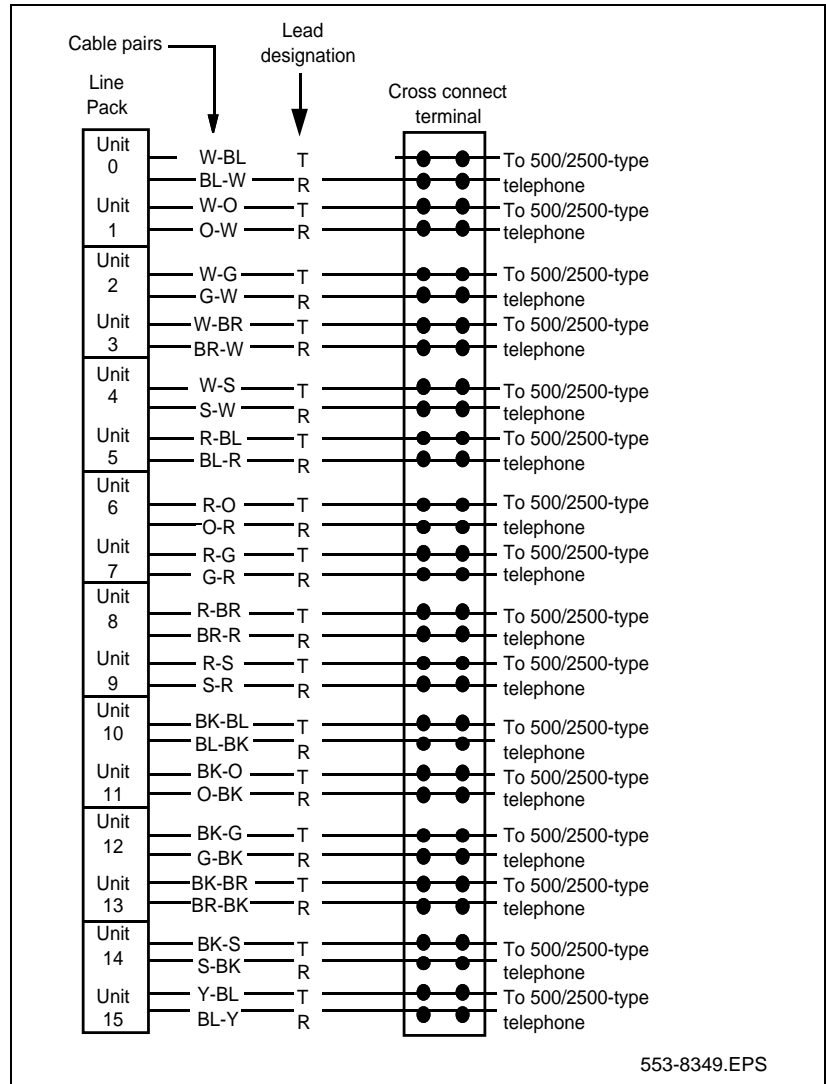 Cable pairs
Lead
designation
Line
Pack
Cross connect
terminal
Unit
0
W-BL T To 500/2500-type
BL-W R telephone
Unit
1
W-O T To 500/2500-type
O-W R telephone
Unit
2
W-G T To 500/2500-type
G-W R telephone
Unit
3
W-BR T To 500/2500-type
BR-W R telephone
Unit
4
W-S T To 500/2500-type
S-W R telephone
Unit
5
R-BL T To 500/2500-type
BL-R R telephone
Unit
6
R-O T To 500/2500-type
O-R R telephone
Unit
7
R-G T To 500/2500-type
G-R R telephone
Unit
8
R-BR T To 500/2500-type
BR-R R telephone
Unit
9
R-S T To 500/2500-type
S-R R telephone
Unit
10
BK-BL T To 500/2500-type
BL-BK R telephone
Unit
11
BK-O T To 500/2500-type
O-BK R telephone
Unit
12
BK-G T To 500/2500-type
G-BK R telephone
Unit
13
BK-BR T To 500/2500-type
BR-BK R telephone
Unit
14
BK-S T To 500/2500-type
S-BK R telephone
Unit
15
Y-BL T To 500/2500-type
BL-Y R telephone
553-8349.EPS